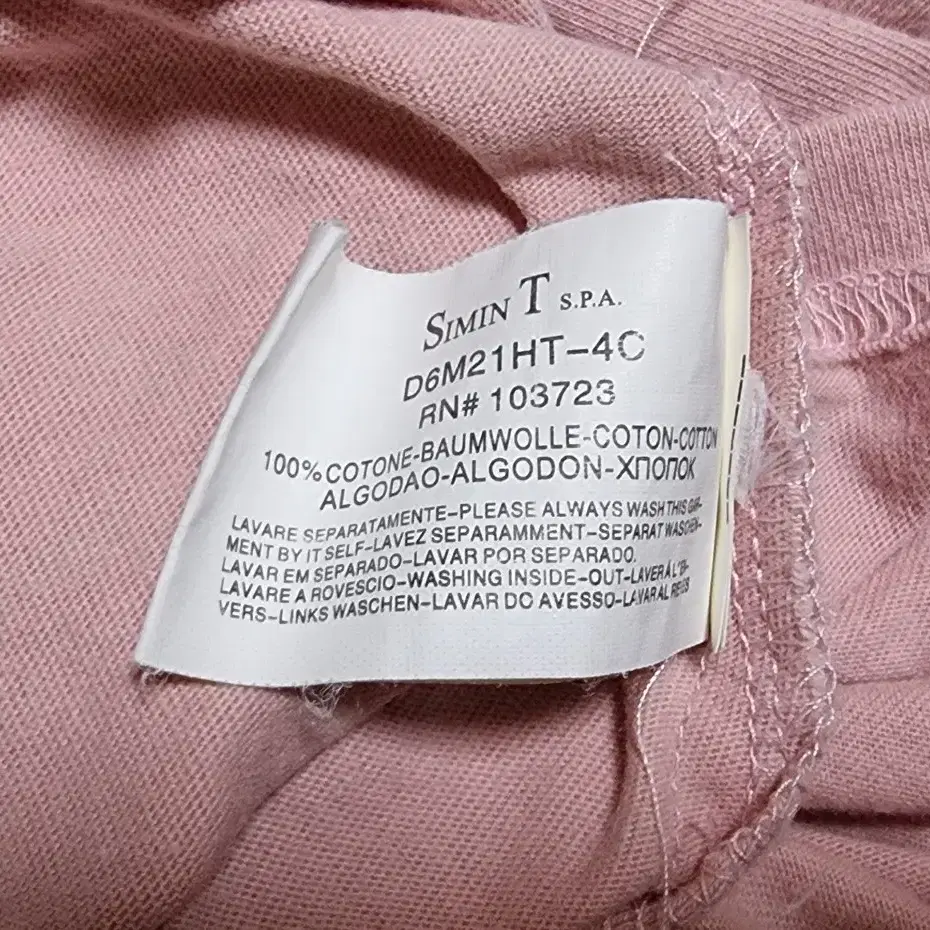 SIMIN T S.P.A.
D6M21HT-4C
RN# 103723
100%COTONE-BAUMWOLLE-COTON-COTTON
ALGODAO-ALGODON-ХПОПОК
LAVARE SEPARATAMENTE-PLEASE ALWAYS WASH THIS GAR-
MENT BY IT SELF-LAVEZ SEPARAMMENT-SEPARAT WASCHEN-
LAVAR EM SEPARADO-LAVAR POR SEPARADO.
LAVARE A ROVESCIO-WASHING INSIDE-OUT-LAVER A L'EN-
VERS-LINKS WASCHEN-LAVAR DO AVESSO-LAVAR AL